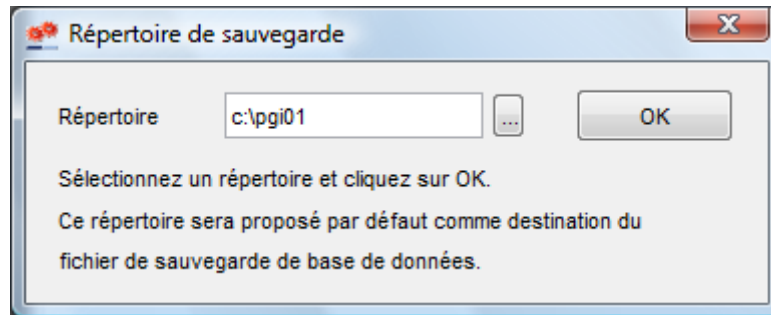 Répertoire de sauvegarde
Répertoire c:\pgi01 ... OK
Sélectionnez un répertoire et cliquez sur OK.
Ce répertoire sera proposé par défaut comme destination du
fichier de sauvegarde de base de données.